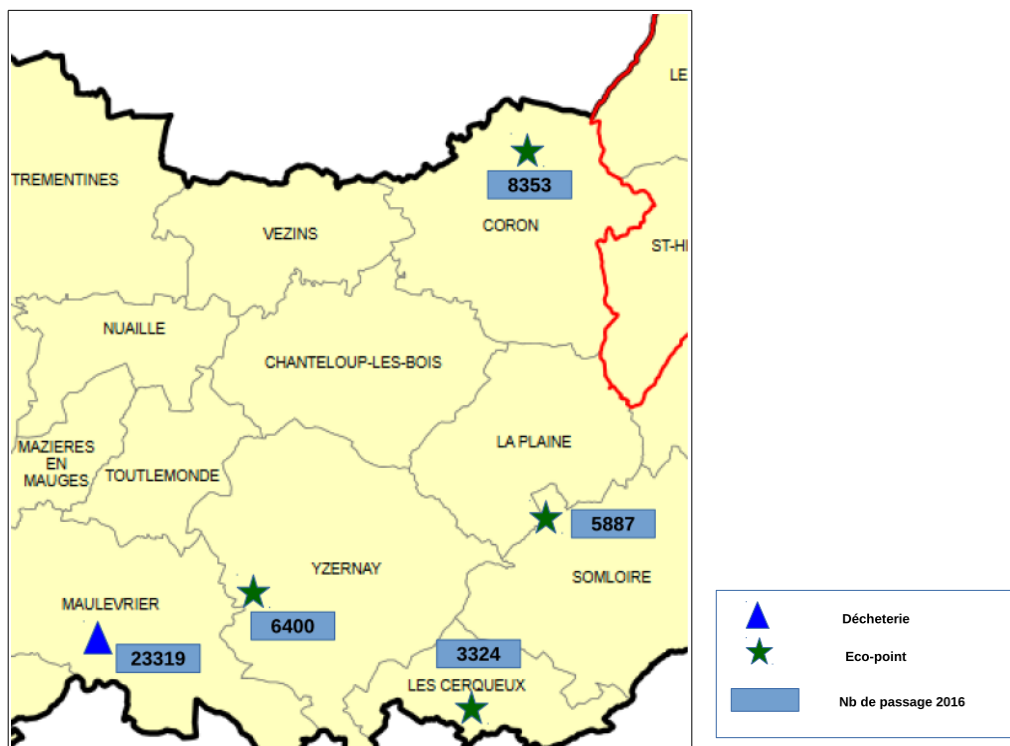 LE
TREMENTINES
8353
VEZINS
CORON
ST-HI
NUAILLE
CHANTELOUP-LES-BOIS
LA PLAINE
MAZIERES
EN
MAUGES
TOUTLEMONDE
5887
YZERNAY
SOMLOIRE
MAULEVRIER
6400
23319
3324
LES CERQUEUX
Décheterie
Eco-point
Nb de passage 2016